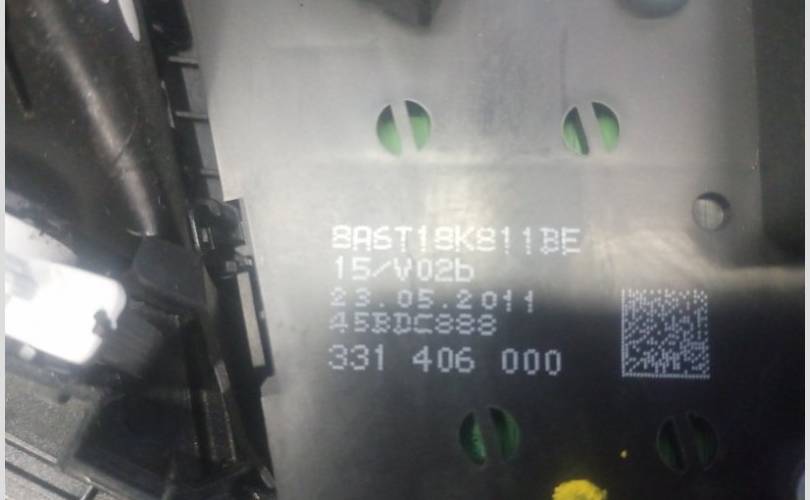 8A6T18K811BE
15/V02b
23.05.2011
45BDC888
331 406 000